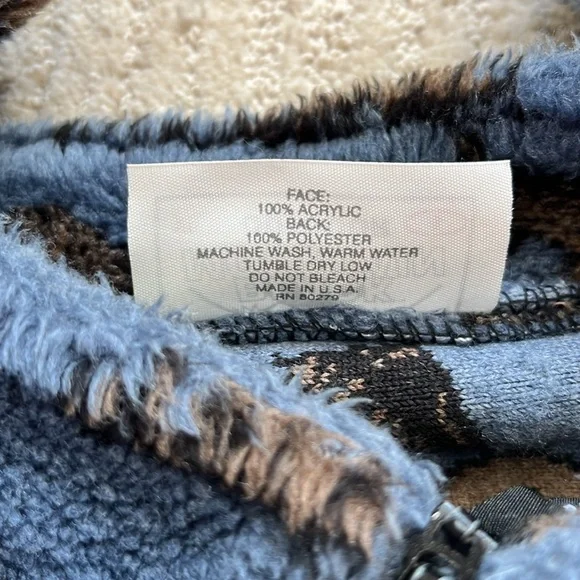 FACE:
100% ACRYLIC
BACK:
100% POLYESTER
MACHINE WASH, WARM WATER
TUMBLE DRY LOW
DO NOT BLEACH
MADE IN U.S.A.
RN 80279